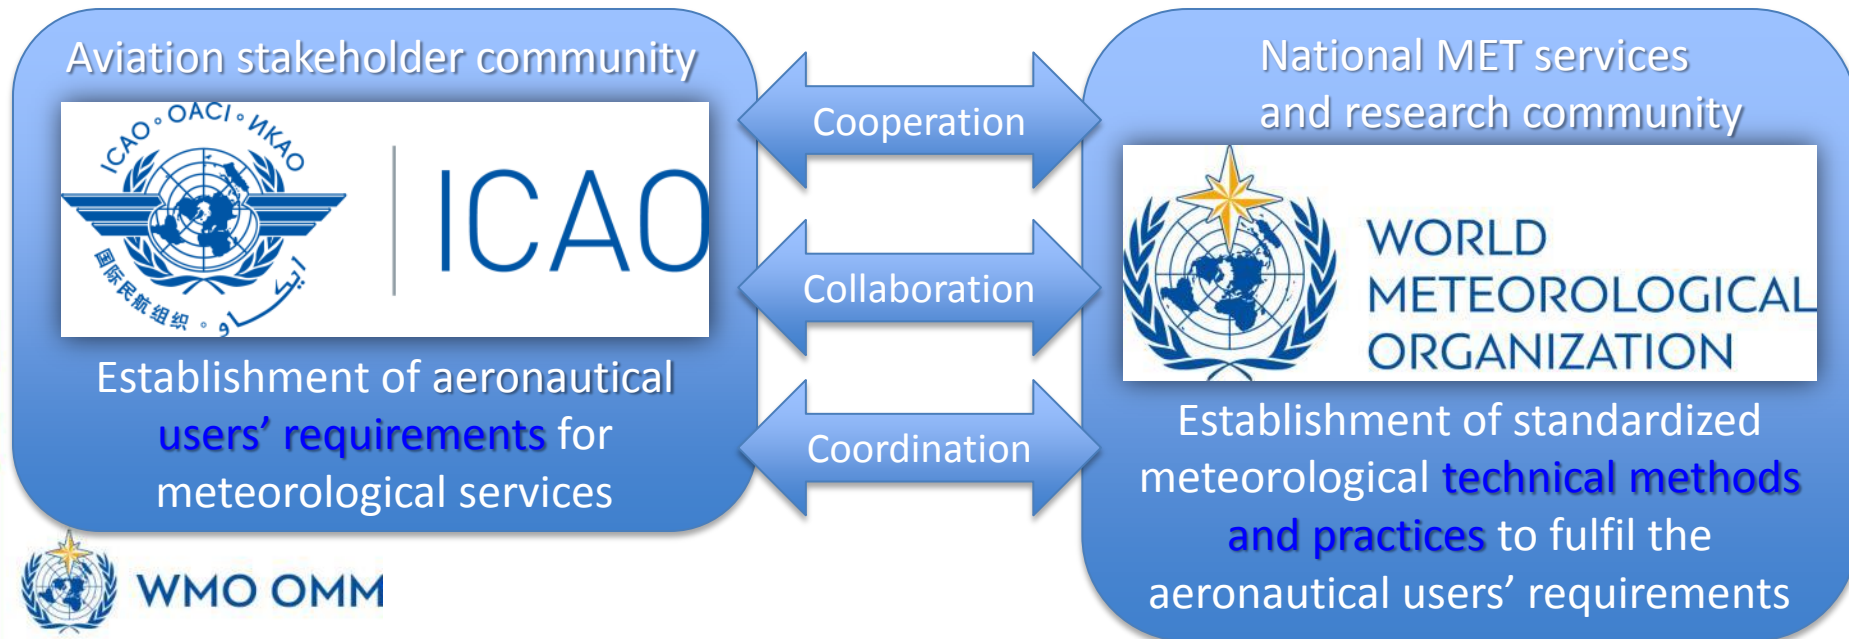 Aviation stakeholder community
ICAO · OACI · ИКАО
国际民航组织 · ايكاو
ICAO
Establishment of aeronautical
users’ requirements for
meteorological services
Cooperation
Collaboration
Coordination
National MET services
and research community
WORLD
METEOROLOGICAL
ORGANIZATION
Establishment of standardized
meteorological technical methods
and practices to fulfil the
aeronautical users’ requirements
WMO OMM